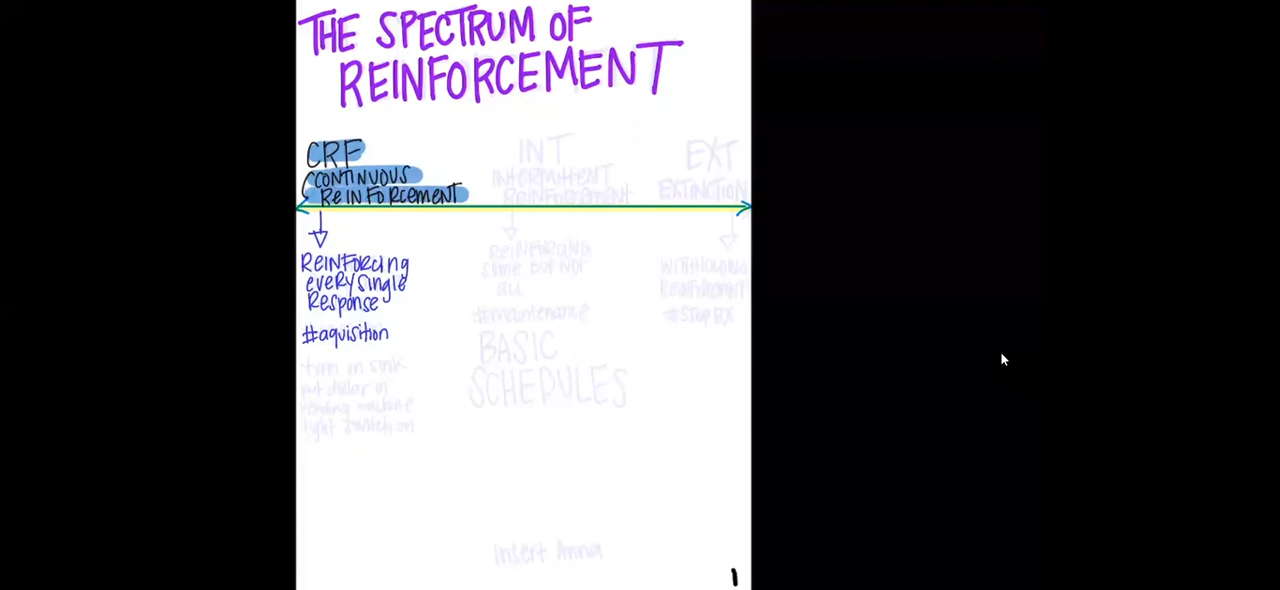 THE SPECTRUM OF
REINFORCEMENT
CRF
(CONTINUOUS
REINFORCEMENT
INT
INTERMITTENT
REINFORCEMENT
EXT
EXTINCTION
REINFORCING
every single
Response
#aquisition
turn on sink
put dollar in
vending machine
light switch on
REINFORCING
some but not
all
#maintenance
BASIC
SCHEDULES
WITHHOLDING
REINFORCEMENT
#STOPBX
insert Anna
1